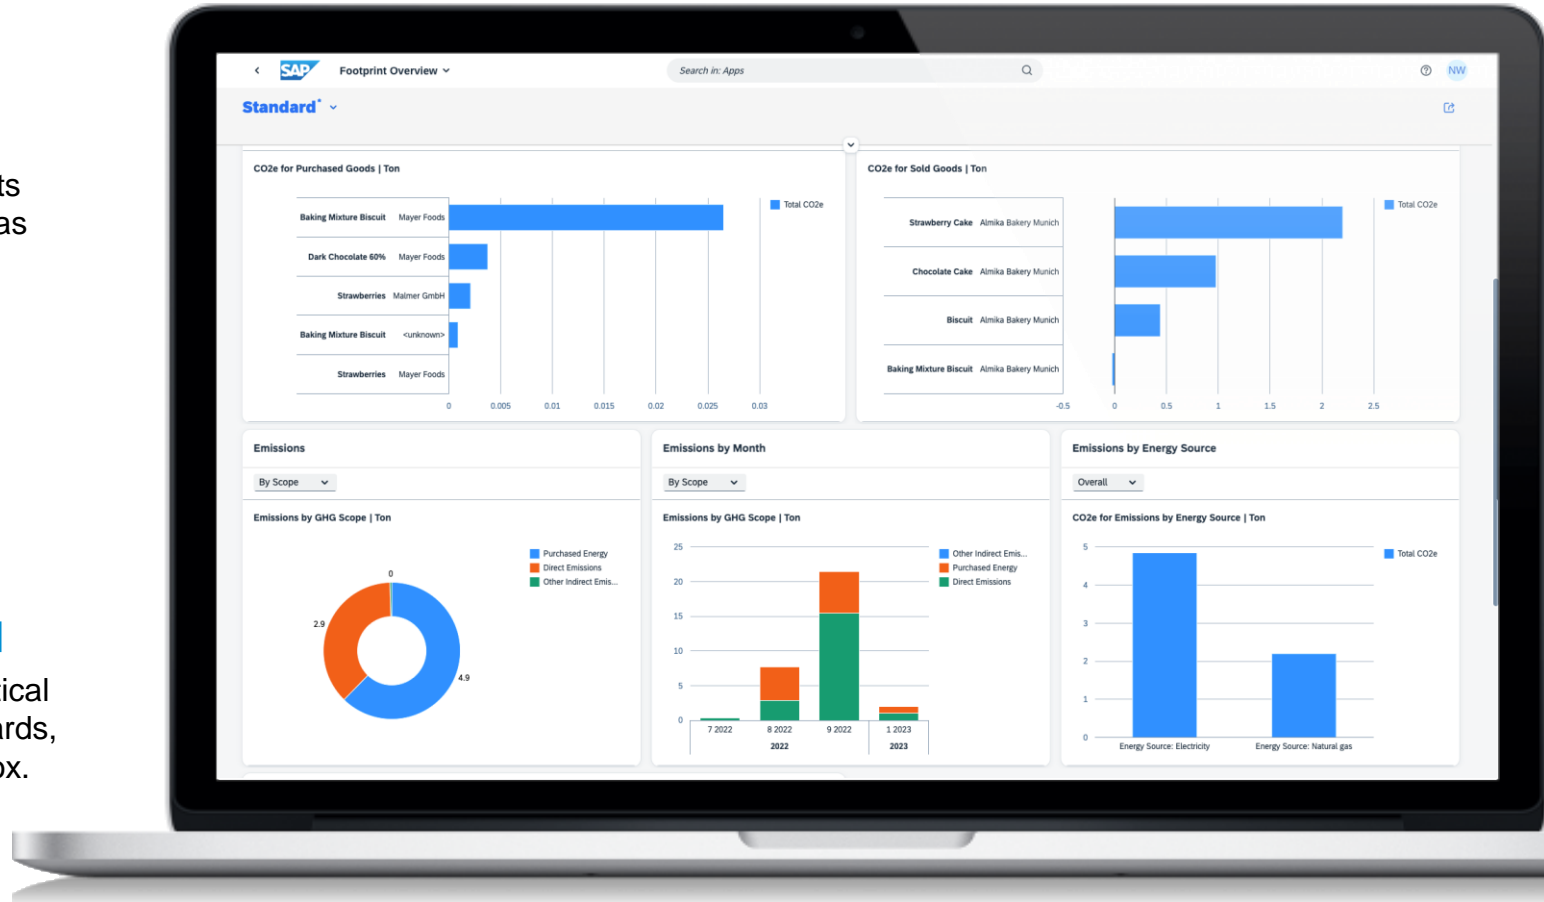 ts
as
tical
ards,
ox.
SAP
Footprint Overview
Search in: Apps
NW
Standard*
CO2e for Purchased Goods | Ton
Baking Mixture Biscuit Mayer Foods
Dark Chocolate 60% Mayer Foods
Strawberries Malmer GmbH
Baking Mixture Biscuit <unknown>
Strawberries Mayer Foods
0 0.005 0.01 0.015 0.02 0.025 0.03
Total CO2e
CO2e for Sold Goods | Ton
Strawberry Cake Almika Bakery Munich
Chocolate Cake Almika Bakery Munich
Biscuit Almika Bakery Munich
Baking Mixture Biscuit Almika Bakery Munich
-0.5 0 0.5 1 1.5 2 2.5
Total CO2e
Emissions
By Scope
Emissions by GHG Scope | Ton
0
2.9
4.9
Purchased Energy
Direct Emissions
Other Indirect Emis...
Emissions by Month
By Scope
Emissions by GHG Scope | Ton
25
20
15
10
5
0
7 2022 8 2022 9 2022 1 2023
2022 2023
Other Indirect Emis...
Purchased Energy
Direct Emissions
Emissions by Energy Source
Overall
CO2e for Emissions by Energy Source | Ton
5
4
3
2
1
0
Energy Source: Electricity Energy Source: Natural gas
Total CO2e